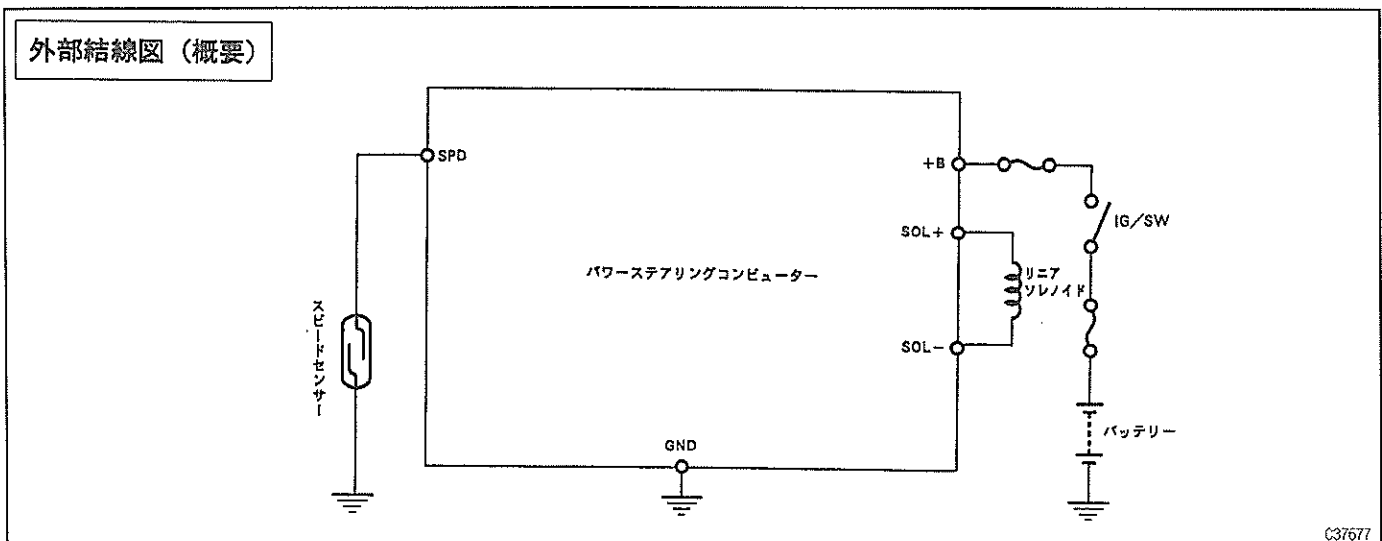 外部結線図（概要）
SPD
+B
IG/SW
SOL+
パワーステアリングコンピューター
リニア
ソレノイド
スピードセンサー
SOL−
GND
バッテリー
C37677